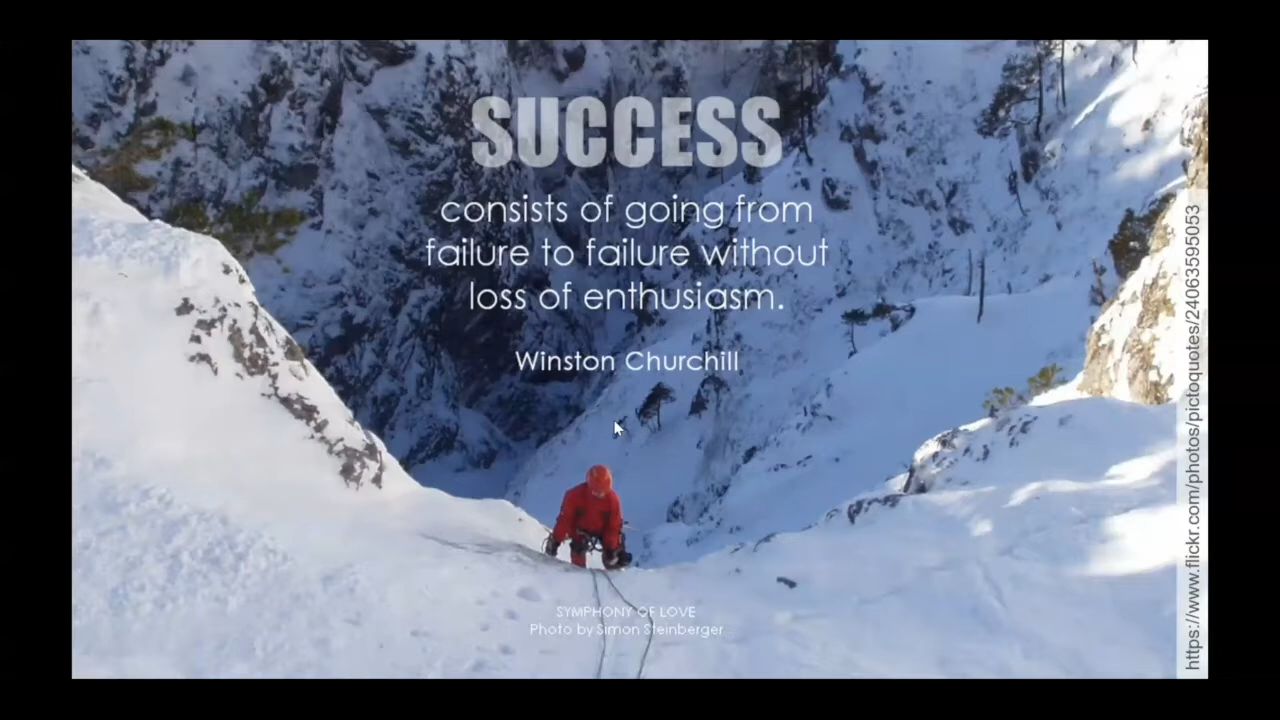 SUCCESS
consists of going from
failure to failure without
loss of enthusiasm.
Winston Churchill
SYMPHONY OF LOVE
Photo by Simon Steinberger
https://www.flickr.com/photos/pictoquotes/24063595053